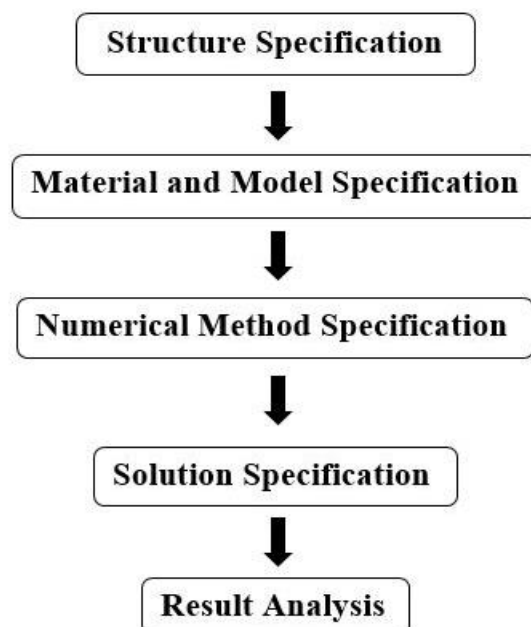 Structure Specification
Material and Model Specification
Numerical Method Specification
Solution Specification
Result Analysis